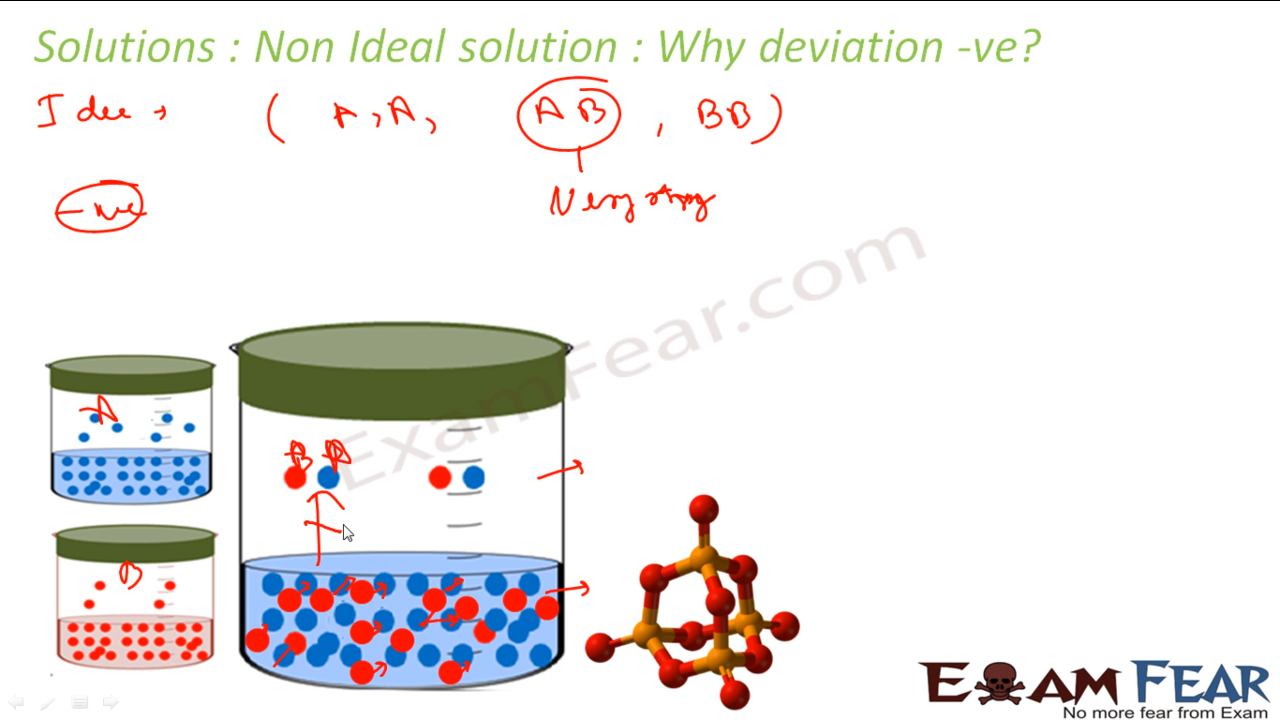 Solutions : Non Ideal solution : Why deviation -ve?
( A, A, AB , BB )
-ve
Very strong
A
B A
B
ExamFear.com
EXAM FEAR
No more fear from Exam